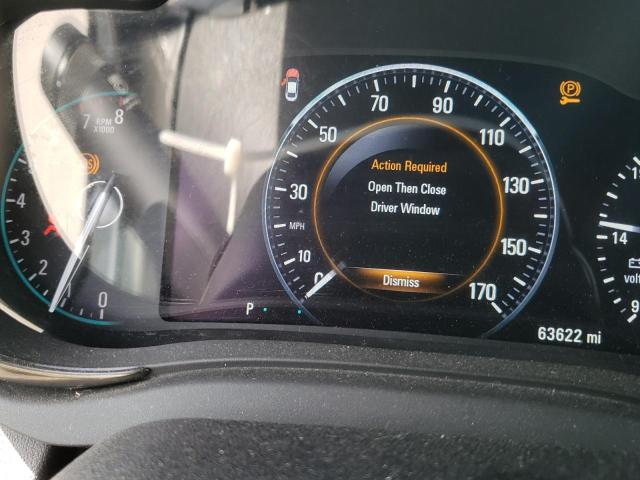 7 RPM 8
X1000
4
3
2
0
P
70 90
50 110
30 130
MPH
10 150
0 170
Action Required
Open Then Close
Driver Window
Dismiss
P
63622 mi
14
volt